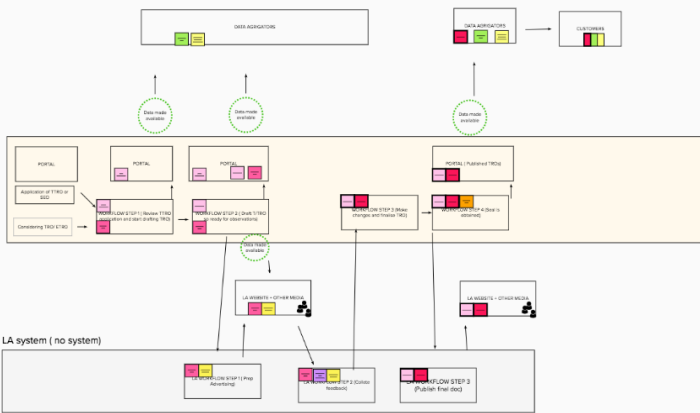 DATA AGRIGATORS
DATA AGRIGATORS
CUSTOMERS
Data made
available
Data made
available
Data made
available
PORTAL
PORTAL
PORTAL
PORTAL ( Published TROs)
Application of TTRO or
Considering TRO/ ETRO
WORKFLOW STEP 1 ( Review TTRO
application and start drafting TRO)
WORKFLOW STEP 2 ( Draft T/TRO
ready for observations)
WORKFLOW STEP 3 (Make
changes and finalise TRO)
WORKFLOW STEP 4 (Seal is
Data made
available
LA WEBSITE + OTHER MEDIA
LA WEBSITE + OTHER MEDIA
LA system ( no system)
LA WORKFLOW STEP 1 ( Prep
Advertising)
LA WORKFLOW STEP 2 (Collate
feedback)
LA WORKFLOW STEP 3
(Publish final doc)